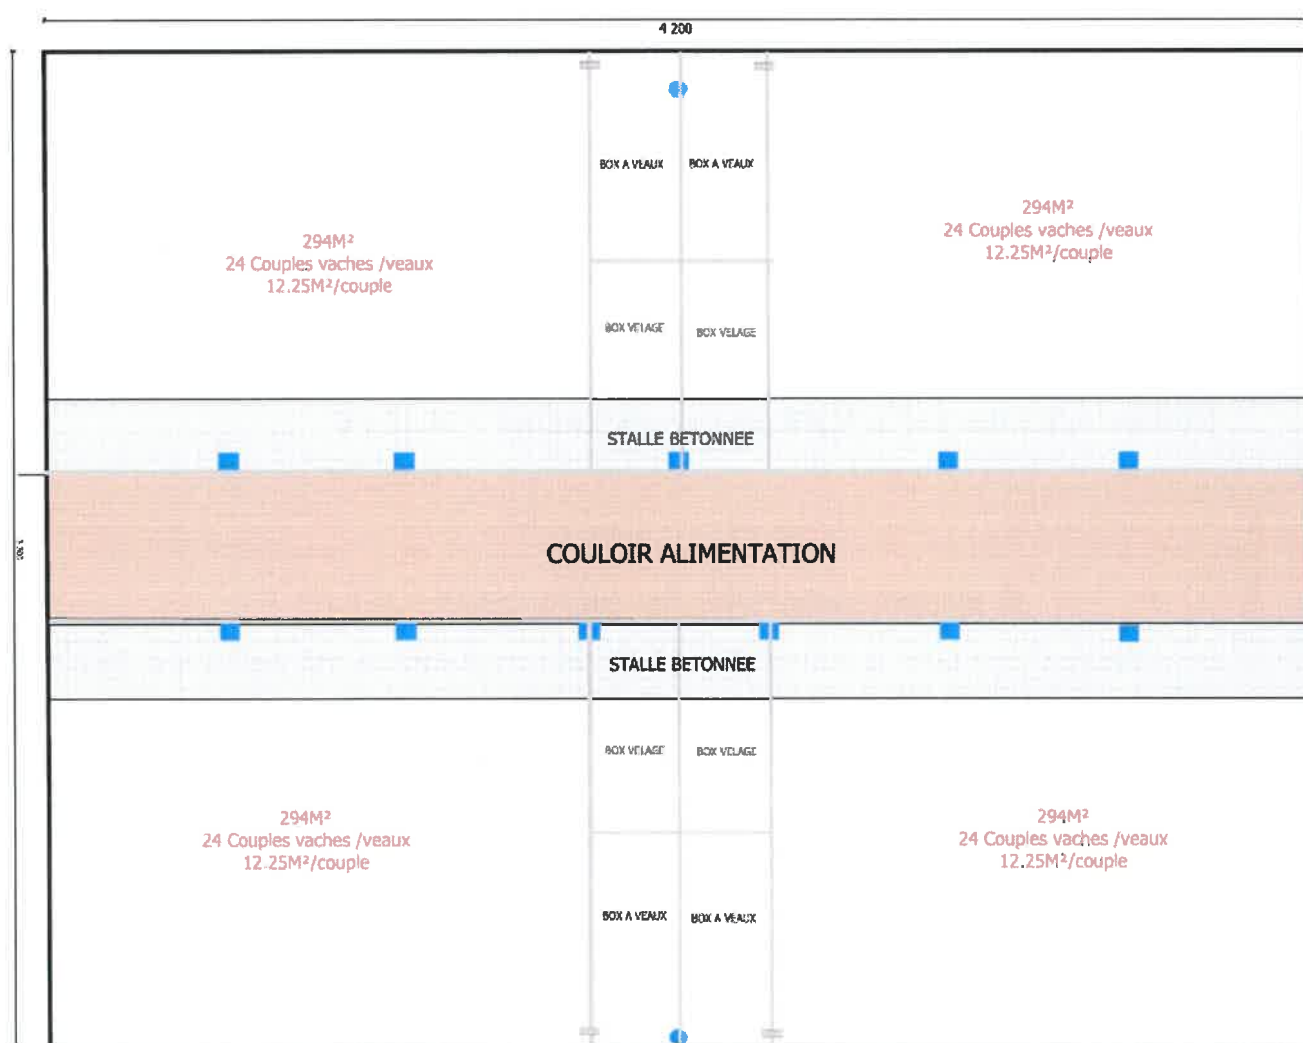 4 200
BOX A VEAUX
BOX A VEAUX
294M²
24 Couples vaches /veaux
12.25M²/couple
294M²
24 Couples vaches /veaux
12.25M²/couple
BOX VELAGE
BOX VELAGE
STALLE BETONNEE
COULOIR ALIMENTATION
STALLE BETONNEE
BOX VELAGE
BOX VELAGE
294M²
24 Couples vaches /veaux
12.25M²/couple
294M²
24 Couples vaches /veaux
12.25M²/couple
BOX A VEAUX
BOX A VEAUX